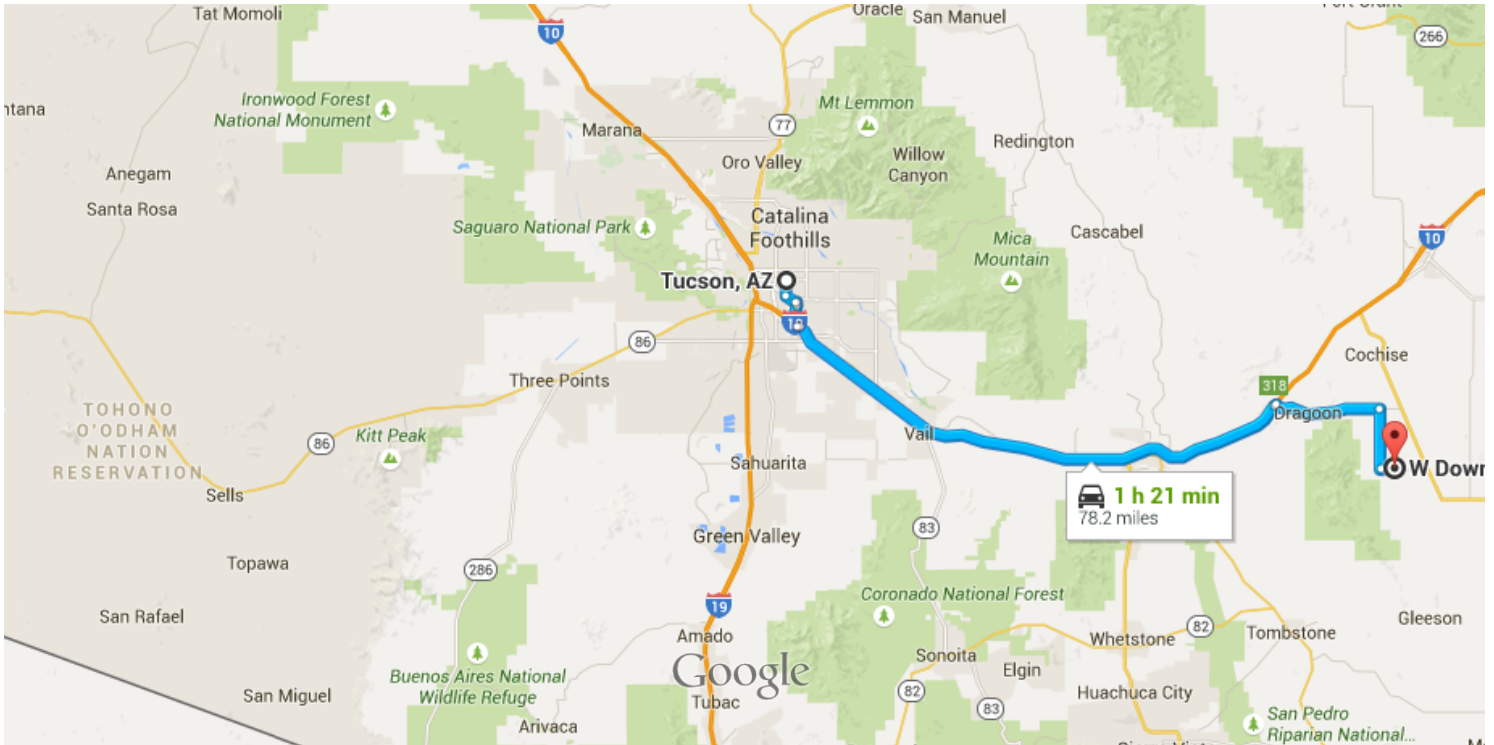 Tat Momoli
Oracle
San Manuel
10
266
Ironwood Forest
National Monument
Mt Lemmon
ntana
Marana
77
Redington
Oro Valley
Willow
Canyon
Anegam
Santa Rosa
Catalina
Foothills
Saguaro National Park
Cascabel
Mica
Mountain
10
Tucson, AZ
10
86
Cochise
Three Points
318
Dragoon
TOHONO
O'ODHAM
NATION
RESERVATION
86
Kitt Peak
Vail
Sahuarita
W Down
Sells
1 h 21 min
78.2 miles
83
Green Valley
Topawa
286
Coronado National Forest
19
San Rafael
Gleeson
82
Amado
Whetstone
Tombstone
Google
Sonoita
Elgin
Buenos Aires National
Wildlife Refuge
San Miguel
82
Huachuca City
Tubac
83
San Pedro
Riparian National...
Arivaca